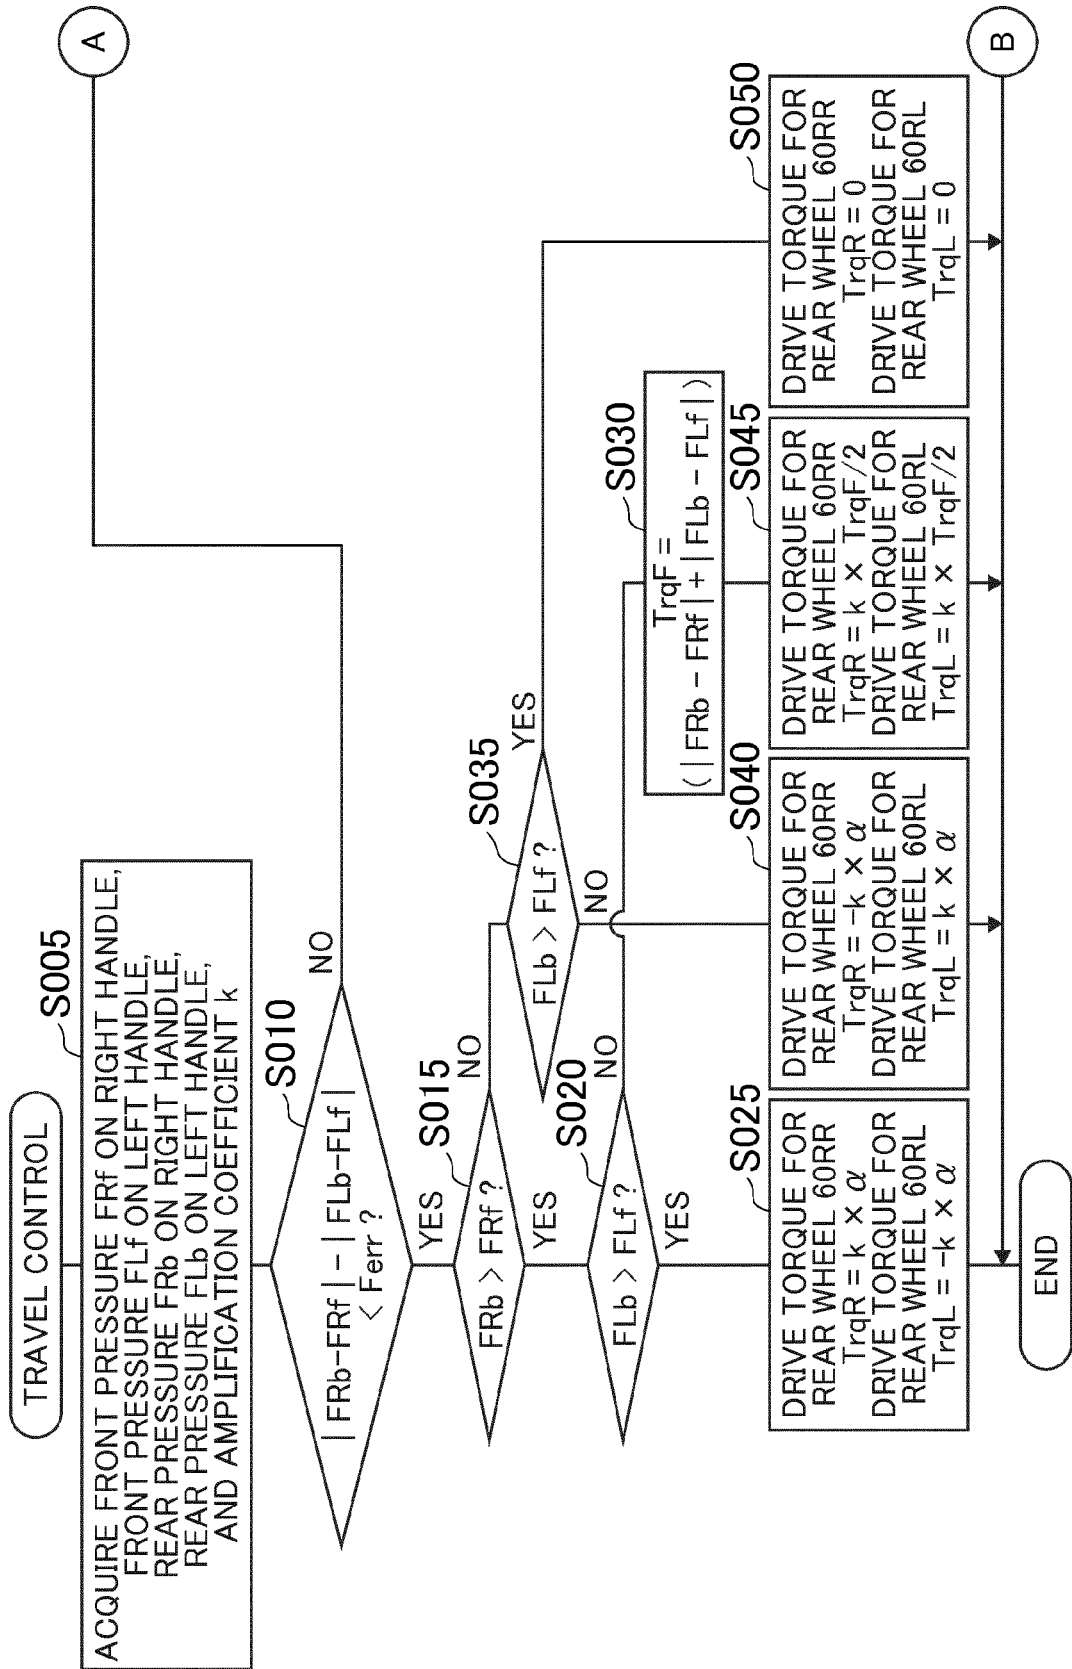 TRAVEL CONTROL
S005
ACQUIRE FRONT PRESSURE FRf ON RIGHT HANDLE,
FRONT PRESSURE FLf ON LEFT HANDLE,
REAR PRESSURE FRb ON RIGHT HANDLE,
REAR PRESSURE FLb ON LEFT HANDLE,
AND AMPLIFICATION COEFFICIENT k
S010
| FRb-FRf | - | FLb-FLf |
< Ferr ?
NO
A
YES
S015
FRb > FRf ?
NO
YES
S035
FLb > FLf ?
YES
NO
S020
FLb > FLf ?
NO
YES
S030
TrqF =
( | FRb - FRf | + | FLb - FLf | )
S025
DRIVE TORQUE FOR
REAR WHEEL 60RR
TrqR = k × α
DRIVE TORQUE FOR
REAR WHEEL 60RL
TrqL = -k × α
S040
DRIVE TORQUE FOR
REAR WHEEL 60RR
TrqR = -k × α
DRIVE TORQUE FOR
REAR WHEEL 60RL
TrqL = k × α
S045
DRIVE TORQUE FOR
REAR WHEEL 60RR
TrqR = k × TrqF/2
DRIVE TORQUE FOR
REAR WHEEL 60RL
TrqL = k × TrqF/2
S050
DRIVE TORQUE FOR
REAR WHEEL 60RR
TrqR = 0
DRIVE TORQUE FOR
REAR WHEEL 60RL
TrqL = 0
B
END